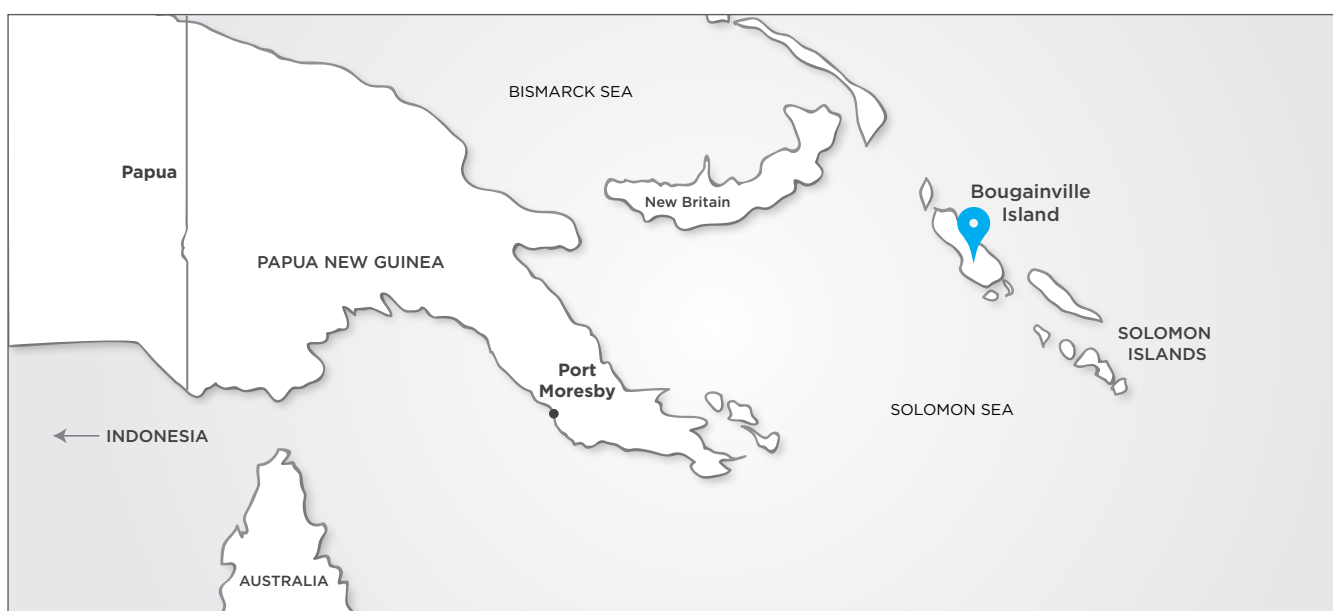 BISMARCK SEA
Papua
New Britain
Bougainville
Island
PAPUA NEW GUINEA
SOLOMON
ISLANDS
Port
Moresby
SOLOMON SEA
INDONESIA
AUSTRALIA